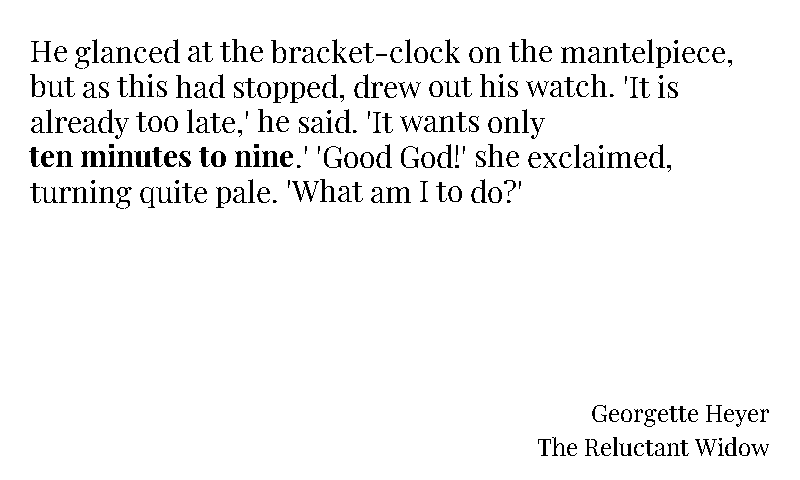 He glanced at the bracket-clock on the mantelpiece,
but as this had stopped, drew out his watch. 'It is
already too late,' he said. 'It wants only
ten minutes to nine.' 'Good God!' she exclaimed,
turning quite pale. 'What am I to do?'
Georgette Heyer
The Reluctant Widow